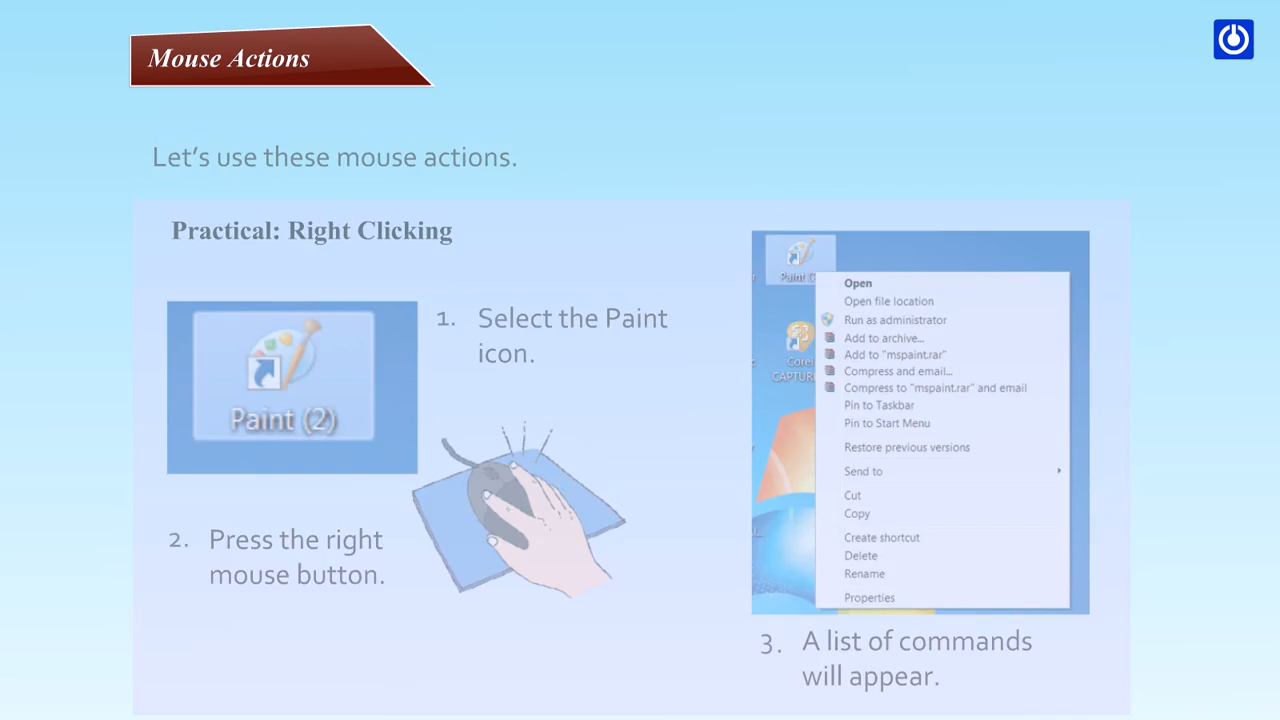 Mouse Actions
Let's use these mouse actions.
Practical: Right Clicking
Paint (2)
1. Select the Paint
icon.
2. Press the right
mouse button.
Open
Open file location
Run as administrator
Add to archive...
Add to "mspaint.rar"
Compress and email...
Compress to "mspaint.rar" and email
Pin to Taskbar
Pin to Start Menu
Restore previous versions
Send to
Cut
Copy
Create shortcut
Delete
Rename
Properties
Corel
3. A list of commands
will appear.